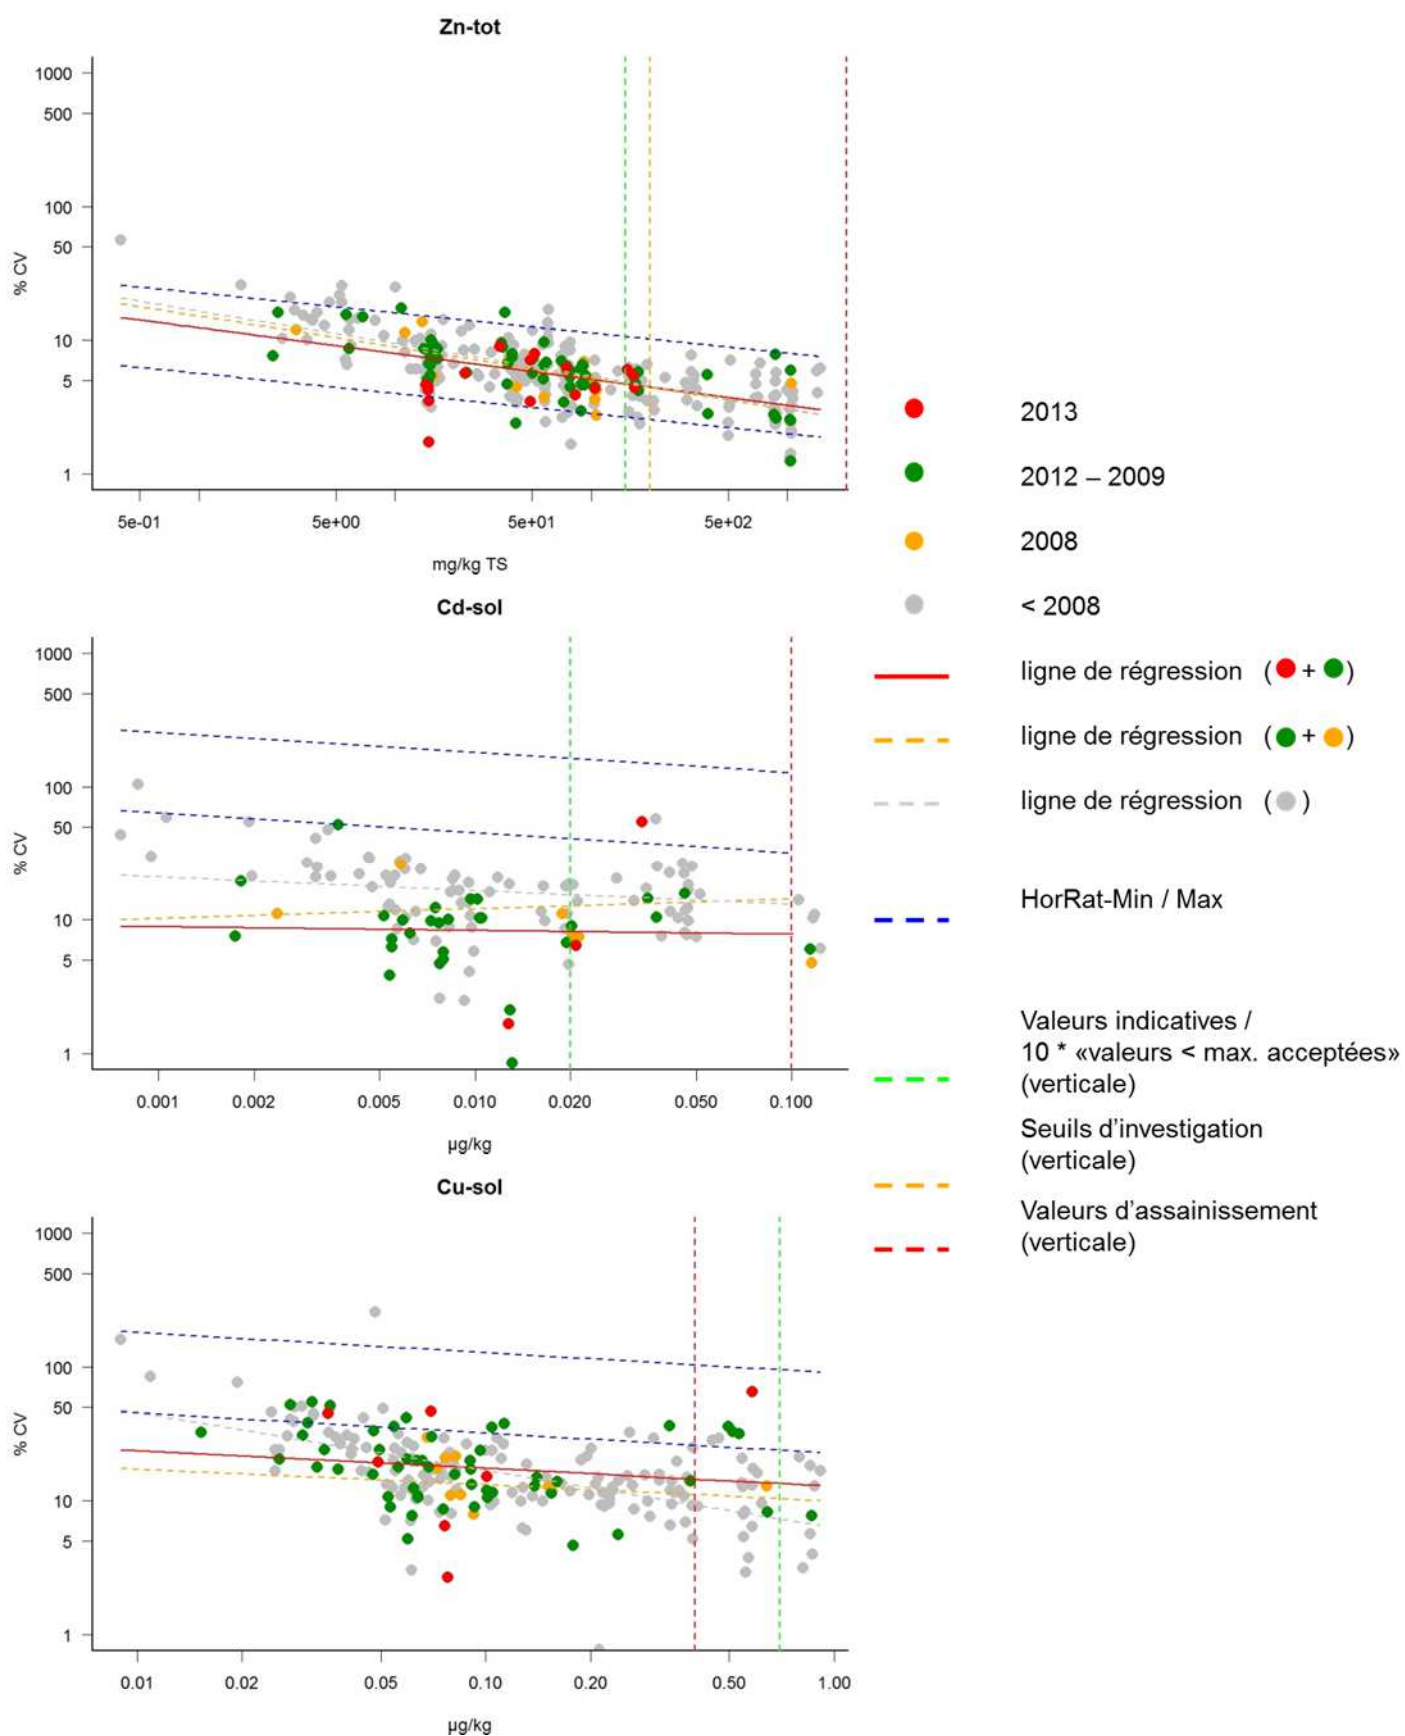 Zn-tot
1000
500
100
50
10
5
1
% CV
5e-01 5e+00 5e+01 5e+02
mg/kg TS
Cd-sol
1000
500
100
50
10
5
1
% CV
0.001 0.002 0.005 0.010 0.020 0.050 0.100
µg/kg
Cu-sol
1000
500
100
50
10
5
1
% CV
0.01 0.02 0.05 0.10 0.20 0.50 1.00
µg/kg
2013
2012 – 2009
2008
< 2008
ligne de régression ( + )
ligne de régression ( + )
ligne de régression ( )
HorRat-Min / Max
Valeurs indicatives /
10 * «valeurs < max. acceptées»
(verticale)
Seuils d’investigation
(verticale)
Valeurs d’assainissement
(verticale)